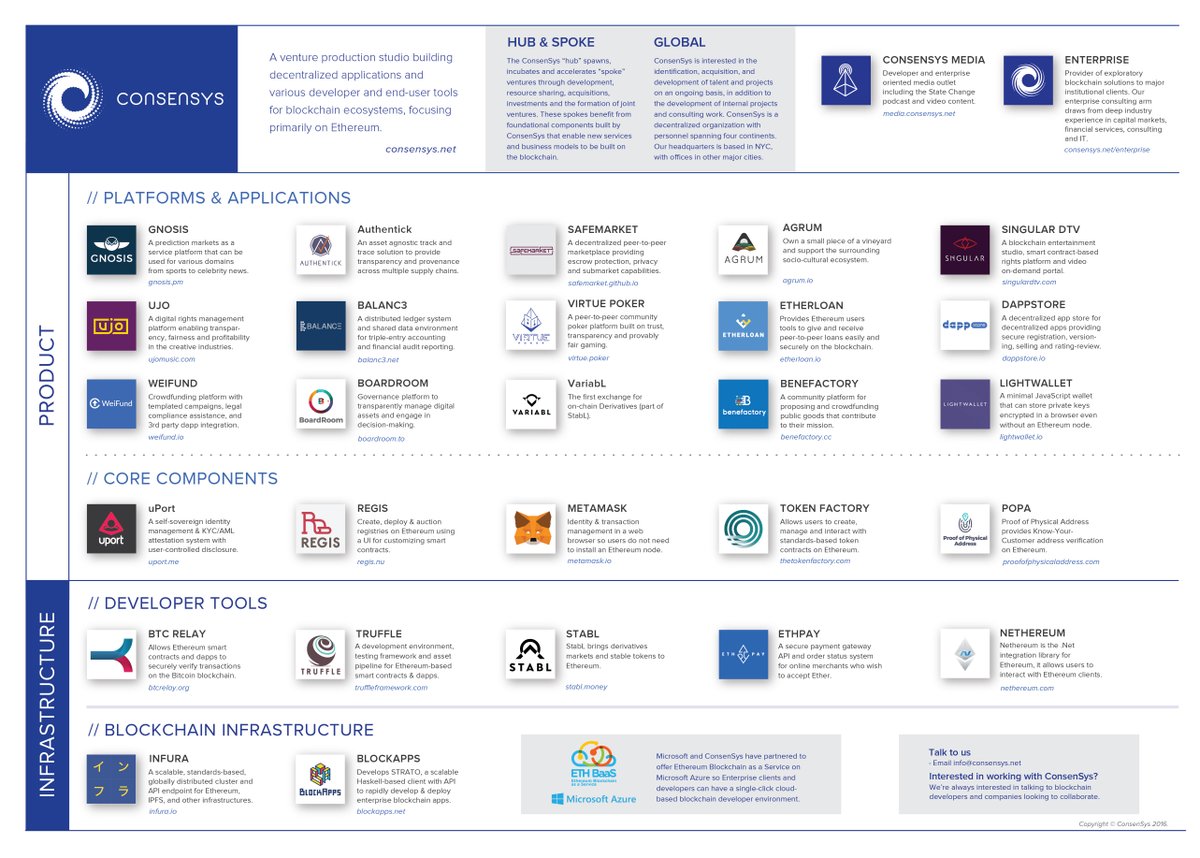 CONSENSYS
A venture production studio building
decentralized applications and
various developer and end-user tools
for blockchain ecosystems, focusing
primarily on Ethereum.
consensys.net
HUB & SPOKE
The ConsenSys "hub" spawns,
incubates and accelerates "spoke"
ventures through development,
resource sharing, acquisitions,
investments and the formation of joint
ventures. These spokes benefit from
foundational components built by
ConsenSys that enable new services
and business models to be built on
the blockchain.
GLOBAL
ConsenSys is interested in the
identification, acquisition, and
development of talent and projects
on an ongoing basis, in addition to
the development of internal projects
and consulting work. ConsenSys is a
decentralized organization with
personnel spanning four continents.
Our headquarters is based in NYC,
with offices in other major cities.
CONSENSYS MEDIA
Developer and enterprise
oriented media outlet
including the State Change
podcast and video content.
media.consensys.net
ENTERPRISE
Provider of exploratory
blockchain solutions to major
institutional clients. Our
enterprise consulting arm
draws from deep industry
experience in capital markets,
financial services, consulting
and IT.
consensys.net/enterprise
PRODUCT
// PLATFORMS & APPLICATIONS
GNOSIS
GNOSIS
A prediction markets as a
service platform that can be
used for various domains
from sports to celebrity news.
gnosis.pm
AUTHENTICK
Authentick
An asset agnostic track and
trace solution to provide
transparency and provenance
across multiple supply chains.
SAFEMARKET
SAFEMARKET
A decentralized peer-to-peer
marketplace providing
escrow protection, privacy
and submarket capabilities.
safemarket.github.io
AGRUM
AGRUM
Own a small piece of a vineyard
and support the surrounding
socio-cultural ecosystem.
agrum.io
SINGULAR
SINGULAR DTV
A blockchain entertainment
studio, smart contract-based
rights platform and video
on-demand portal.
singulardtv.com
ujo
UJO
A digital rights management
platform enabling transpar-
ency, fairness and profitability
in the creative industries.
ujomusic.com
BALANC3
BALANC3
A distributed ledger system
and shared data environment
for triple-entry accounting
and financial audit reporting.
balanc3.net
VIRTUE
POKER
VIRTUE POKER
A peer-to-peer community
poker platform built on trust,
transparency and provably
fair gaming.
virtue.poker
ETHERLOAN
ETHERLOAN
Provides Ethereum users
tools to give and receive
peer-to-peer loans easily and
securely on the blockchain.
etherloan.io
dapp store
DAPPSTORE
A decentralized app store for
decentralized apps providing
secure registration, version-
ing, selling and rating-review.
dappstore.io
WeiFund
WEIFUND
Crowdfunding platform with
templated campaigns, legal
compliance assistance, and
3rd party dapp integration.
weifund.io
B
BoardRoom
BOARDROOM
Governance platform to
transparently manage digital
assets and engage in
decision-making.
boardroom.to
VARIABL
VariabL
The first exchange for
on-chain Derivatives (part of
StabL).
B
benefactory
BENEFACTORY
A community platform for
proposing and crowdfunding
public goods that contribute
to their mission.
benefactory.cc
LIGHTWALLET
LIGHTWALLET
A minimal JavaScript wallet
that can store private keys
encrypted in a browser even
without an Ethereum node.
lightwallet.io
// CORE COMPONENTS
uport
uPort
A self-sovereign identity
management & KYC/AML
attestation system with
user-controlled disclosure.
uport.me
REGIS
REGIS
Create, deploy & auction
registries on Ethereum using
a UI for customizing smart
contracts.
regis.nu
METAMASK
Identity & transaction
management in a web
browser so users do not need
to install an Ethereum node.
metamask.io
TOKEN FACTORY
Allows users to create,
manage and interact with
standards-based token
contracts on Ethereum.
thetokenfactory.com
Proof of Physical
Address
POPA
Proof of Physical Address
provides Know-Your-
Customer address verification
on Ethereum.
proofofphysicaladdress.com
INFRASTRUCTURE
// DEVELOPER TOOLS
BTC RELAY
Allows Ethereum smart
contracts and dapps to
securely verify transactions
on the Bitcoin blockchain.
btcrelay.org
TRUFFLE
TRUFFLE
A development environment,
testing framework and asset
pipeline for Ethereum-based
smart contracts & dapps.
truffleframework.com
STABL
STABL
StabL brings derivatives
markets and stable tokens to
Ethereum.
stabl.money
ETH PAY
ETHPAY
A secure payment gateway
API and order status system
for online merchants who wish
to accept Ether.
NETHEREUM
Nethereum is the .Net
integration library for
Ethereum, it allows users to
interact with Ethereum clients.
nethereum.com
// BLOCKCHAIN INFRASTRUCTURE
イン
フラ
INFURA
A scalable, standards-based,
globally distributed cluster and
API endpoint for Ethereum,
IPFS, and other infrastructures.
infura.io
BLOCKAPPS
BLOCKAPPS
Develops STRATO, a scalable
Haskell-based client with API
to rapidly develop & deploy
enterprise blockchain apps.
blockapps.net
ETH BaaS
Ethereum Blockchain
as a Service
Microsoft Azure
Microsoft and ConsenSys have partnered to
offer Ethereum Blockchain as a Service on
Microsoft Azure so Enterprise clients and
developers can have a single-click cloud-
based blockchain developer environment.
Talk to us
- Email info@consensys.net
Interested in working with ConsenSys?
We're always interested in talking to blockchain
developers and companies looking to collaborate.
Copyright © ConsenSys 2016.